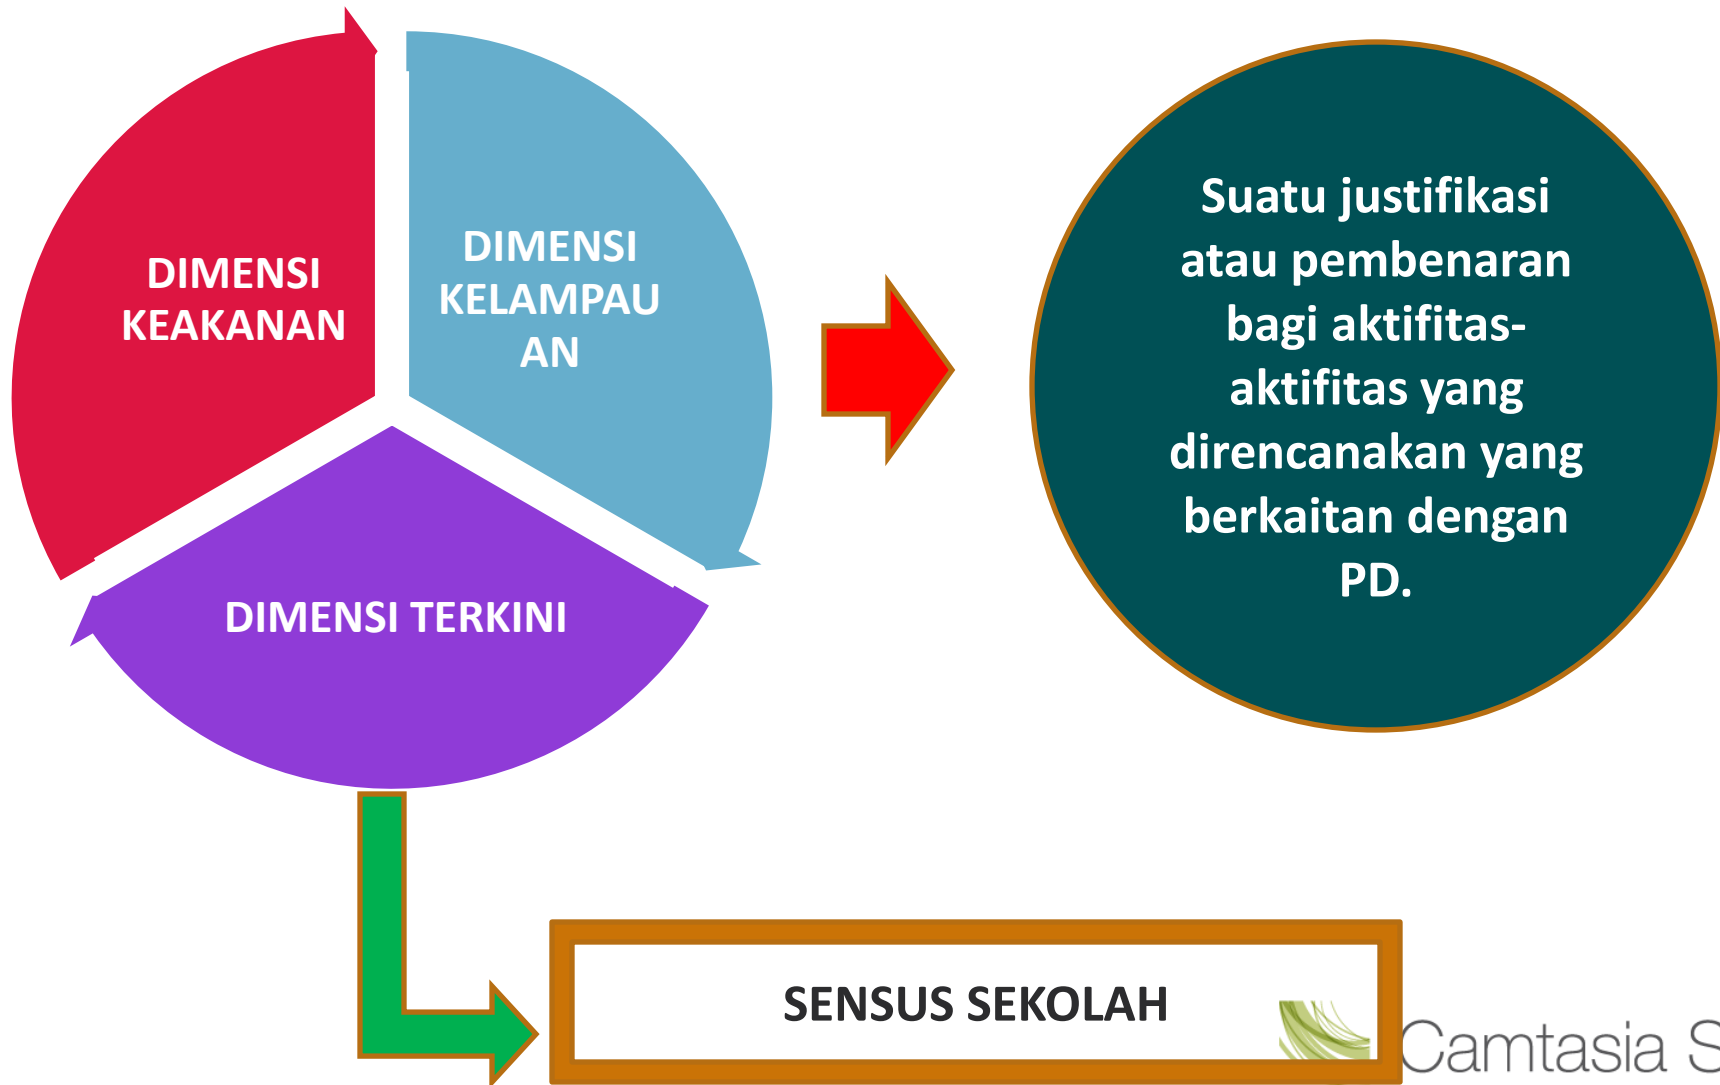 DIMENSI
KEAKANAN
DIMENSI
KELAMPAU
AN
DIMENSI TERKINI
Suatu justifikasi
atau pembenaran
bagi aktifitas-
aktifitas yang
direncanakan yang
berkaitan dengan
PD.
SENSUS SEKOLAH
Camtasia S